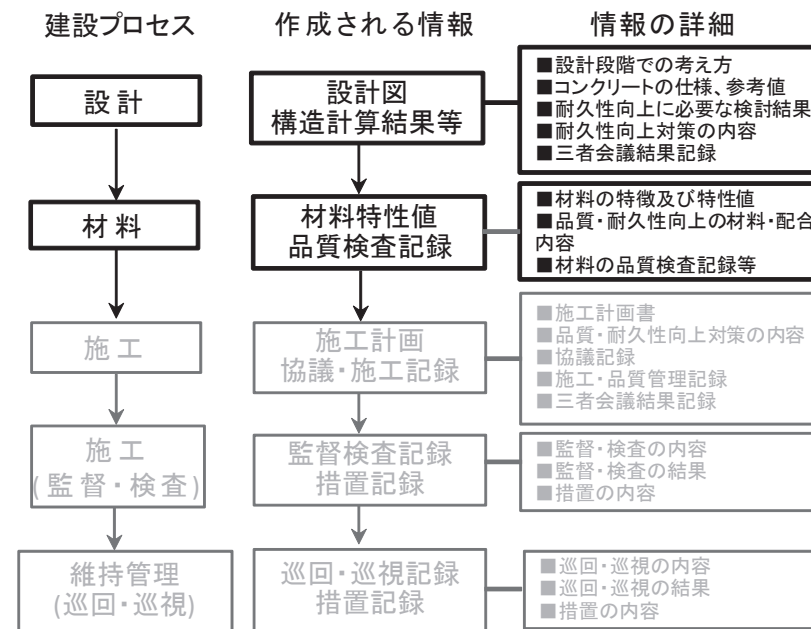 建設プロセス 作成される情報 情報の詳細
設計
設計図
構造計算結果等
■設計段階での考え方
■コンクリートの仕様、参考値
■耐久性向上に必要な検討結果
■耐久性向上対策の内容
■三者会議結果記録
材料
材料特性値
品質検査記録
■材料の特徴及び特性値
■品質・耐久性向上の材料・配合
内容
■材料の品質検査記録等
施工
施工計画
協議・施工記録
■施工計画書
■品質・耐久性向上対策の内容
■協議記録
■施工・品質管理記録
■三者会議結果記録
施工
(監督・検査)
監督検査記録
措置記録
■監督・検査の内容
■監督・検査の結果
■措置の内容
維持管理
(巡回・巡視)
巡回・巡視記録
措置記録
■巡回・巡視の内容
■巡回・巡視の結果
■措置の内容